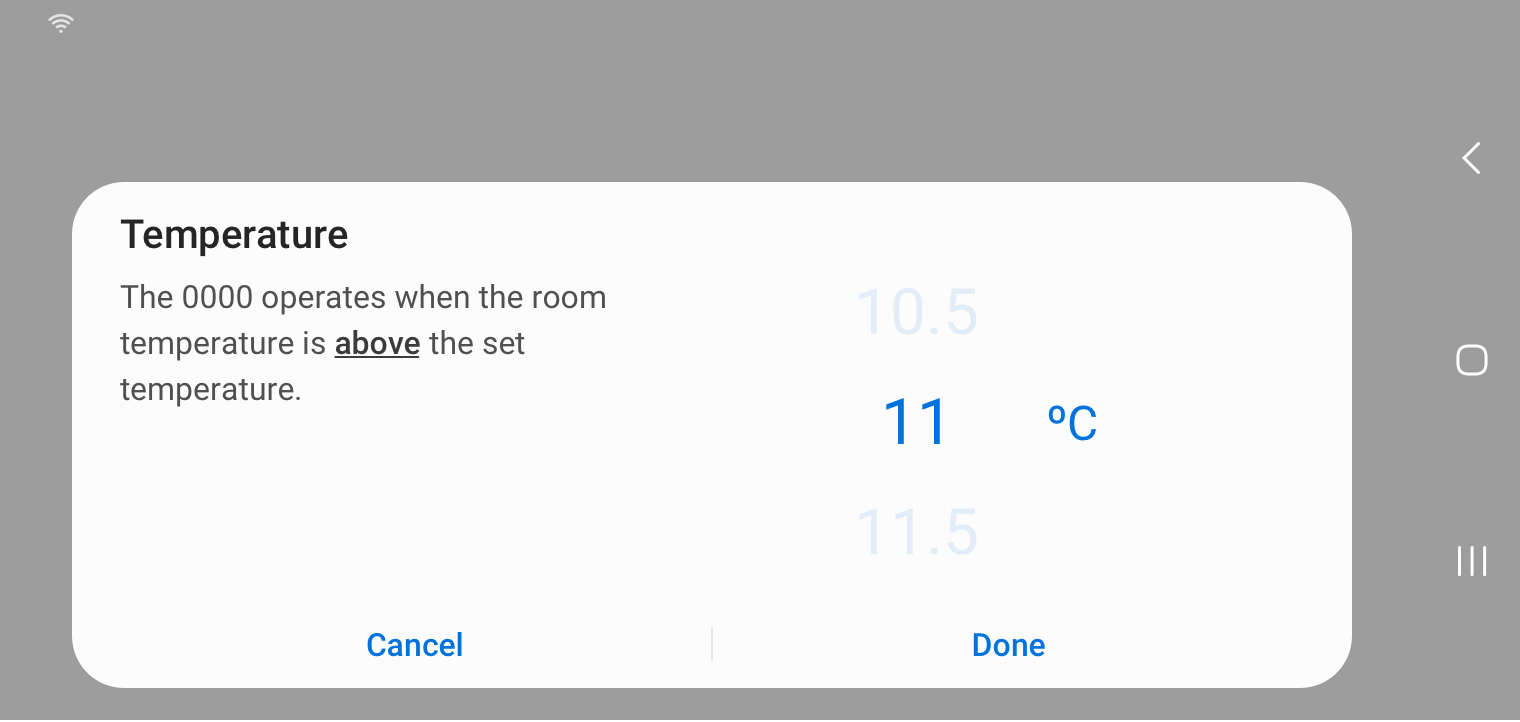 Temperature
The 0000 operates when the room
temperature is above the set
temperature.
10.5
11 ºC
11.5
Cancel
Done